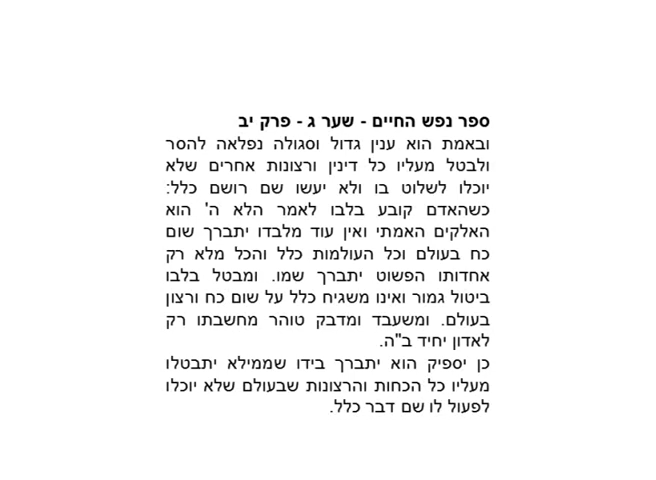 ספר נפש החיים - שער ג - פרק יב
ובאמת הוא ענין גדול וסגולה נפלאה להסר
ולבטל מעליו כל דינין ורצונות אחרים שלא
יוכלו לשלוט בו ולא יעשו שם רושם כלל:
כשהאדם קובע בלבו לאמר הלא ה' הוא
האלקים האמתי ואין עוד מלבדו יתברך שום
כח בעולם וכל העולמות כלל והכל מלא רק
אחדותו הפשוט יתברך שמו. ומבטל בלבו
ביטול גמור ואינו משגיח כלל על שום כח ורצון
בעולם. ומשעבד ומדבק טוהר מחשבתו רק
לאדון יחיד ב"ה.
כן יספיק הוא יתברך בידו שממילא יתבטלו
מעליו כל הכחות והרצונות שבעולם שלא יוכלו
לפעול לו שם דבר כלל.